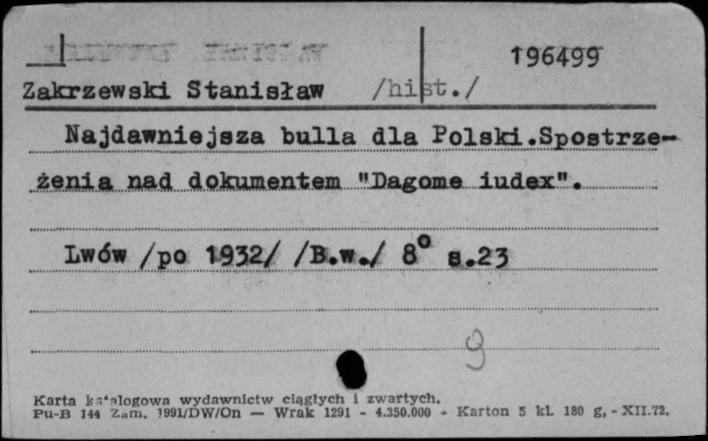 196499
Zakrzewski Stanisław /hist./
Najdawniejsza bulla dla Polski.Spostrze-
żenia nad dokumentem "Dagome iudex".
Lwów /po 1932/ /B.w./ 8° s.23
9
Karta katalogowa wydawnictw ciągłych i zwartych.
Pu-B 144 Zam. 1991/DW/On — Wrak 1291 - 4.350.000 - Karton 5 kl. 180 g, - XII.72.